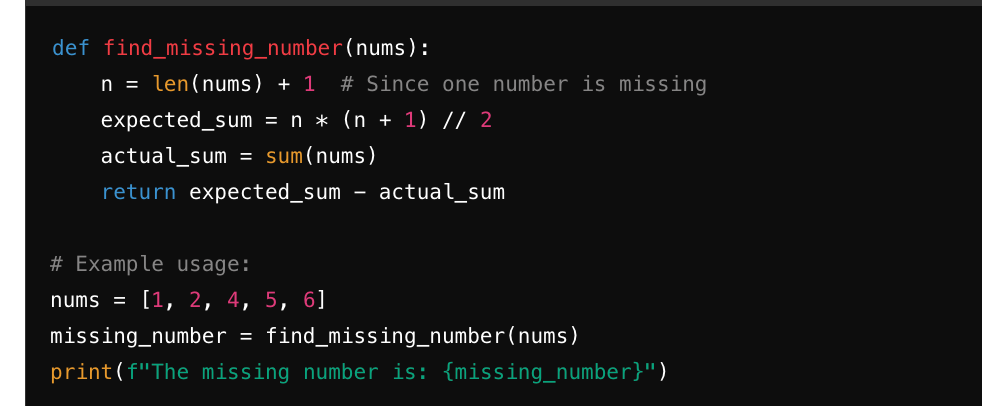 def find_missing_number(nums):
    n = len(nums) + 1  # Since one number is missing
    expected_sum = n * (n + 1) // 2
    actual_sum = sum(nums)
    return expected_sum - actual_sum

# Example usage:
nums = [1, 2, 4, 5, 6]
missing_number = find_missing_number(nums)
print(f"The missing number is: {missing_number}")